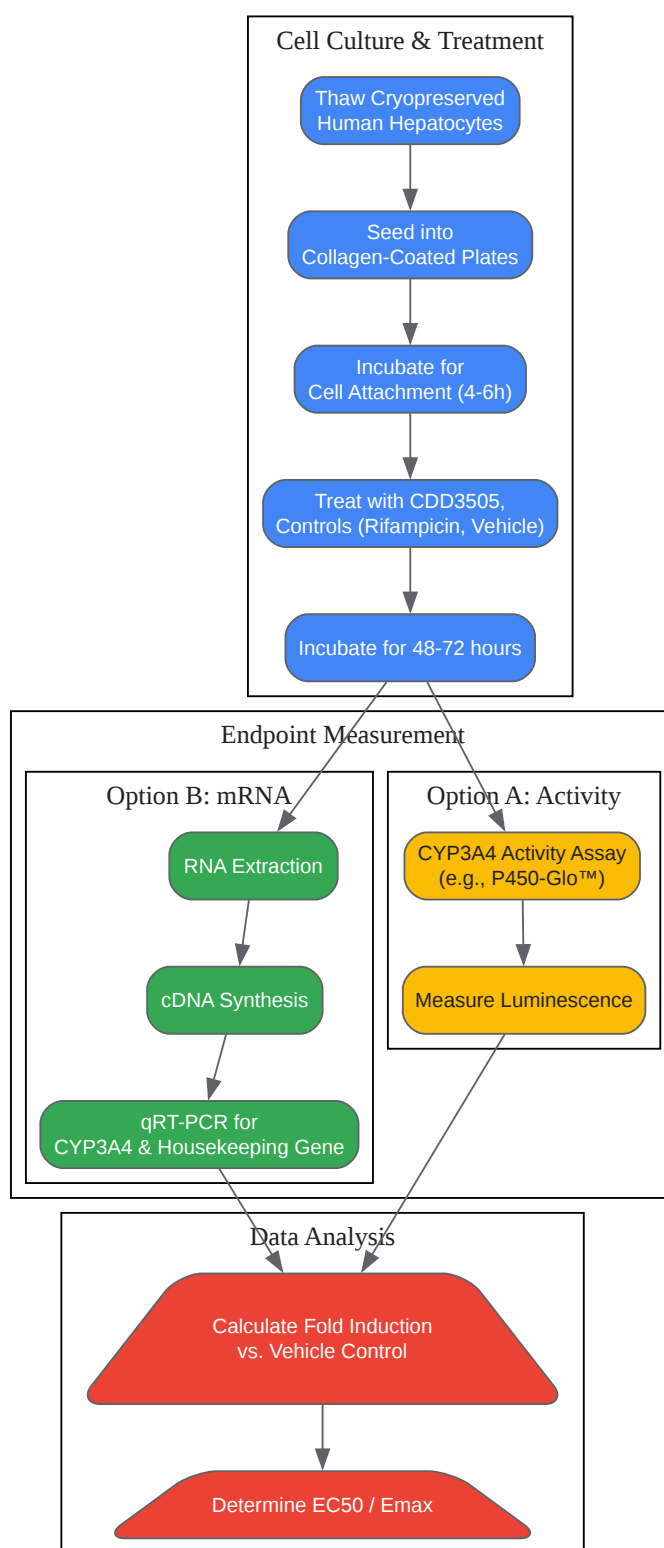 Cell Culture & Treatment
Thaw Cryopreserved
Human Hepatocytes
Seed into
Collagen-Coated Plates
Incubate for
Cell Attachment (4-6h)
Treat with CDD3505,
Controls (Rifampicin, Vehicle)
Incubate for 48-72 hours
Endpoint Measurement
Option B: mRNA
RNA Extraction
cDNA Synthesis
qRT-PCR for
CYP3A4 & Housekeeping Gene
Option A: Activity
CYP3A4 Activity Assay
(e.g., P450-Glo™)
Measure Luminescence
Data Analysis
Calculate Fold Induction
vs. Vehicle Control
Determine EC50 / Emax